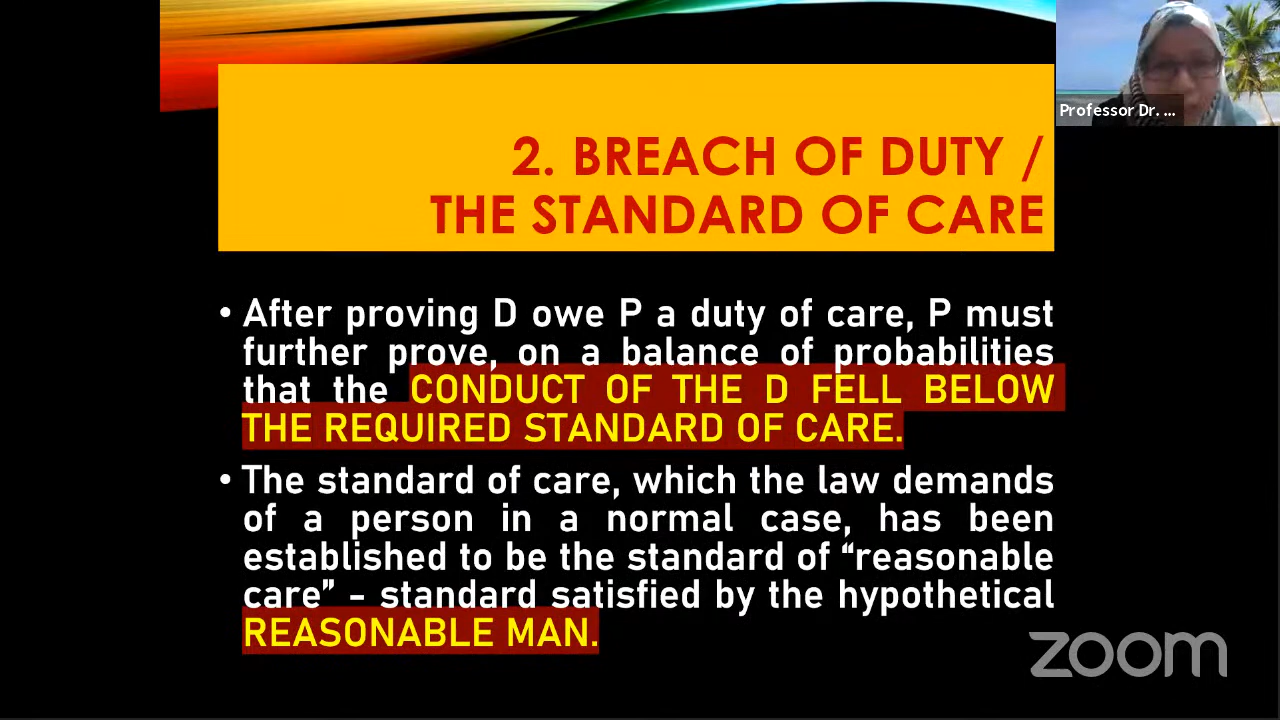 Professor Dr. ...
2. BREACH OF DUTY /
THE STANDARD OF CARE
• After proving D owe P a duty of care, P must
further prove, on a balance of probabilities
that the CONDUCT OF THE D FELL BELOW
THE REQUIRED STANDARD OF CARE.
• The standard of care, which the law demands
of a person in a normal case, has been
established to be the standard of “reasonable
care” - standard satisfied by the hypothetical
REASONABLE MAN.
zoom